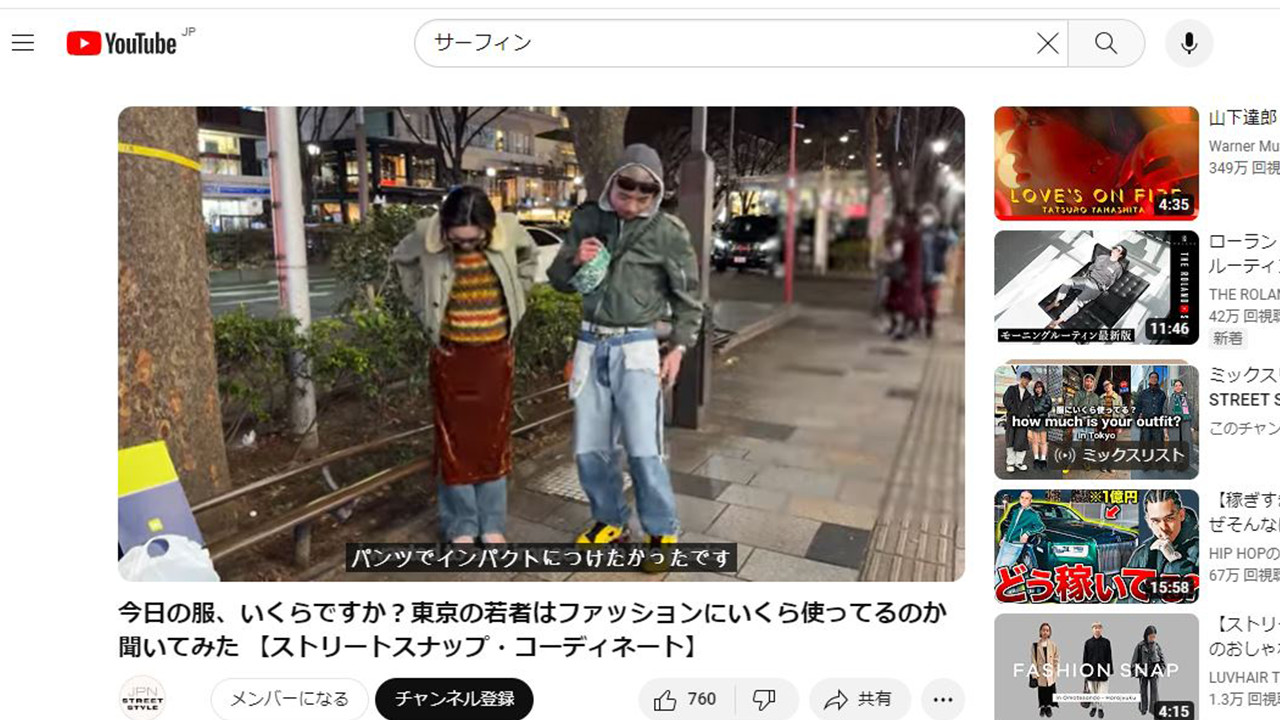 YouTube JP
サーフィン
パンツでインパクトにつけたかったです
今日の服、いくらですか？東京の若者はファッションにいくら使ってるのか
聞いてみた 【ストリートスナップ・コーディネート】
JPN
STREET
STYLE
メンバーになる
チャンネル登録
760
共有
LOVE'S ON FIRE
TATSURO YAMASHITA
4:35
山下達郎
Warner Mu
349万 回視
THE ROLAND
モーニングルーティン最新版
11:46
ローラン
ルーティ
THE ROLAN
42万 回視聴
新着
服にいくら使ってる？
how much is your outfit?
in Tokyo
ミックスリスト
ミックスリ
STREET S
このチャン
※1億円
どう稼いてる?
15:58
【稼ぎす
ぜそんな
HIP HOPの
67万 回視聴
FASHION SNAP
in Omotesando - Harajuku
4:15
【ストリ
のおしゃ
LUVHAIR T
1.3万 回視